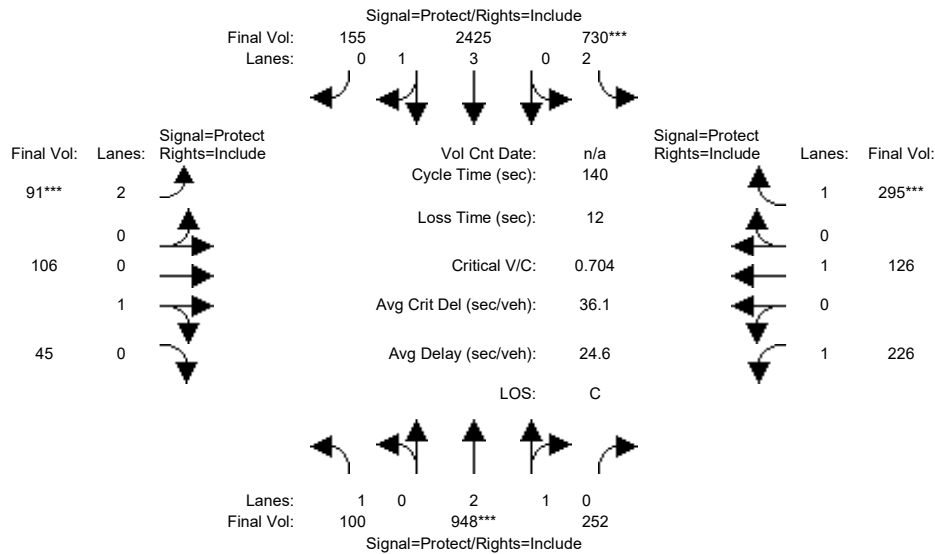 Signal=Protect/Rights=Include
Final Vol: 155 2425 730***
Lanes: 0 1 3 0 2
Signal=Protect
Final Vol: Lanes: Rights=Include
Vol Cnt Date: n/a
Signal=Protect
Rights=Include Lanes: Final Vol:
91*** 2
Cycle Time (sec): 140
1 295***
0
Loss Time (sec): 12
0
106 0
Critical V/C: 0.704
1 126
1
Avg Crit Del (sec/veh): 36.1
0
45 0
Avg Delay (sec/veh): 24.6
1 226
LOS: C
Lanes: 1 0 2 1 0
Final Vol: 100 948*** 252
Signal=Protect/Rights=Include